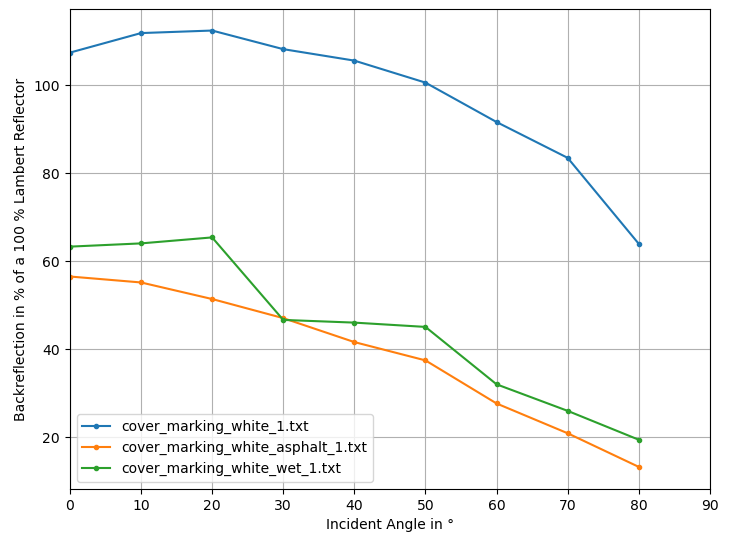 Backreflection in % of a 100 % Lambert Reflector
100
80
60
40
20
cover_marking_white_1.txt
cover_marking_white_asphalt_1.txt
cover_marking_white_wet_1.txt
0 10 20 30 40 50 60 70 80 90
Incident Angle in °